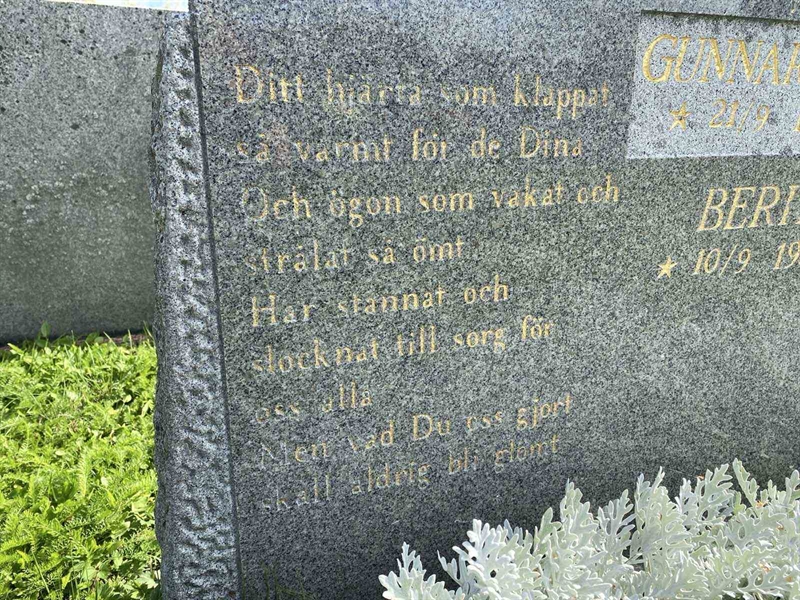 Ditt hjärta som klappat
så varmt för de Dina
Och ögon som vakat och
strålat så ömt
Har stannat och
slocknat till sorg för
oss alla
Men vad Du oss gjort
skall aldrig bli glömt
GUNNAR
* 21/9 1
BERT
* 10/9 19